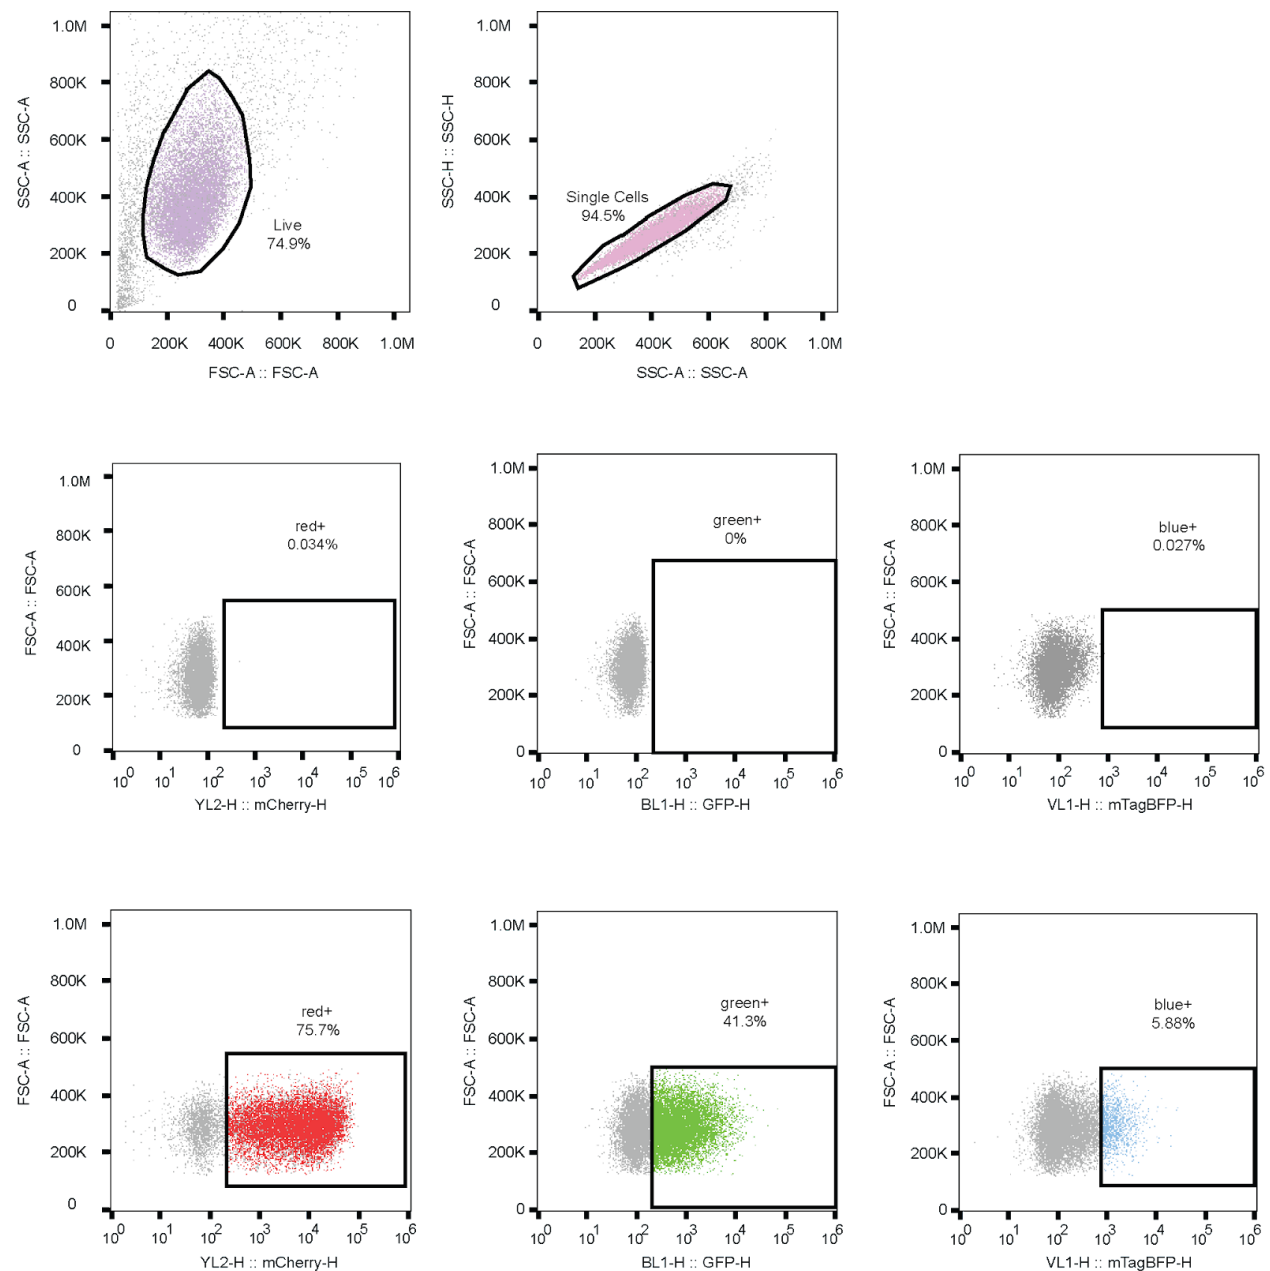 1.0M
800K
600K
400K
200K
0
SSC-A :: SSC-A
Live
74.9%
0 200K 400K 600K 800K 1.0M
FSC-A :: FSC-A
1.0M
800K
600K
400K
200K
0
SSC-H :: SSC-H
Single Cells
94.5%
0 200K 400K 600K 800K 1.0M
SSC-A :: SSC-A
1.0M
800K
600K
400K
200K
0
FSC-A :: FSC-A
red+
0.034%
10^0 10^1 10^2 10^3 10^4 10^5 10^6
YL2-H :: mCherry-H
1.0M
800K
600K
400K
200K
0
FSC-A :: FSC-A
green+
0%
10^0 10^1 10^2 10^3 10^4 10^5 10^6
BL1-H :: GFP-H
1.0M
800K
600K
400K
200K
0
FSC-A :: FSC-A
blue+
0.027%
10^0 10^1 10^2 10^3 10^4 10^5 10^6
VL1-H :: mTagBFP-H
1.0M
800K
600K
400K
200K
0
FSC-A :: FSC-A
red+
75.7%
10^0 10^1 10^2 10^3 10^4 10^5 10^6
YL2-H :: mCherry-H
1.0M
800K
600K
400K
200K
0
FSC-A :: FSC-A
green+
41.3%
10^0 10^1 10^2 10^3 10^4 10^5 10^6
BL1-H :: GFP-H
1.0M
800K
600K
400K
200K
0
FSC-A :: FSC-A
blue+
5.88%
10^0 10^1 10^2 10^3 10^4 10^5 10^6
VL1-H :: mTagBFP-H